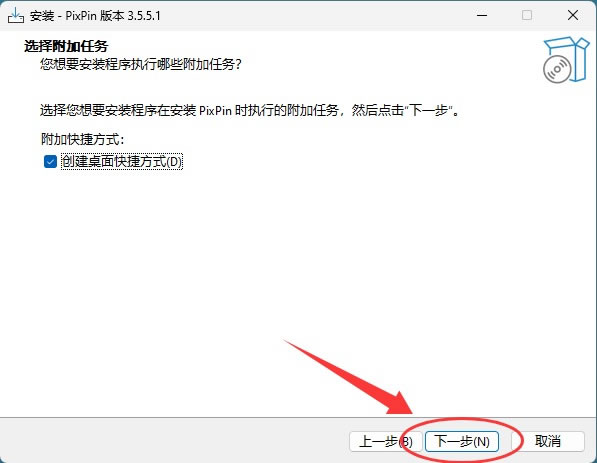 安装 - PixPin 版本 3.5.5.1
选择附加任务
您想要安装程序执行哪些附加任务？
选择您想要安装程序在安装 PixPin 时执行的附加任务，然后点击"下一步"。
附加快捷方式：
创建桌面快捷方式(D)
上一步(B) 下一步(N) 取消